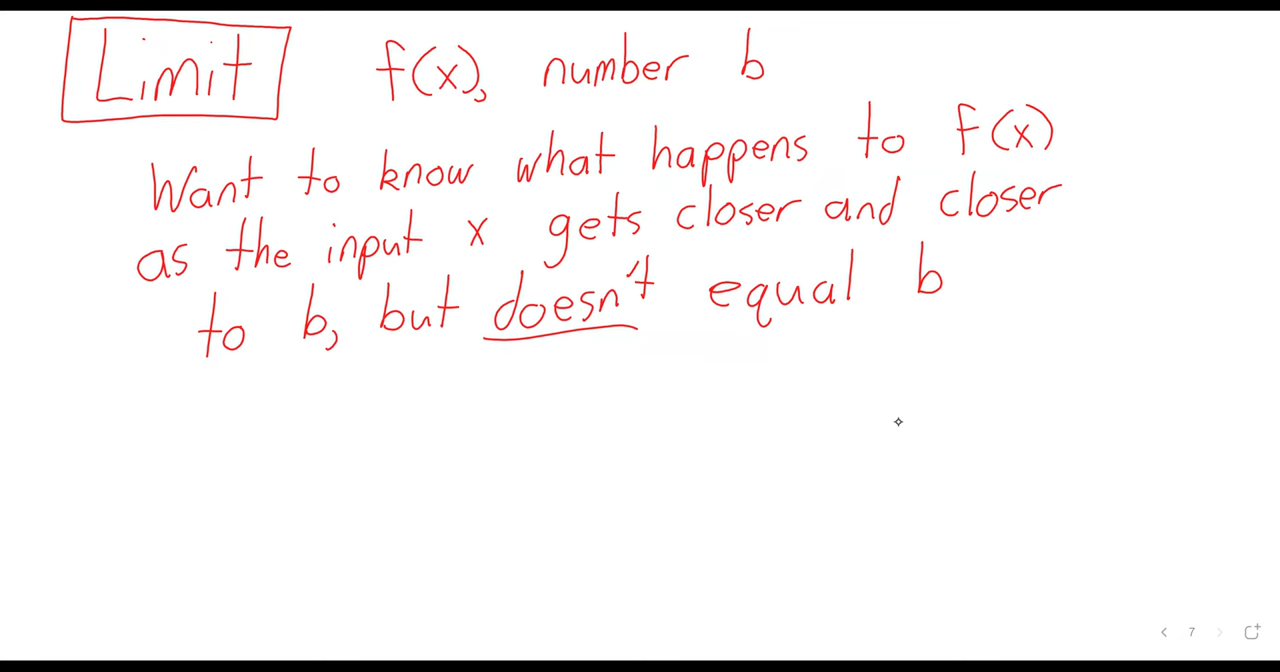 Limit f(x), number b
Want to know what happens to f(x)
as the input x gets closer and closer
to b, but doesn't equal b
< 7 >